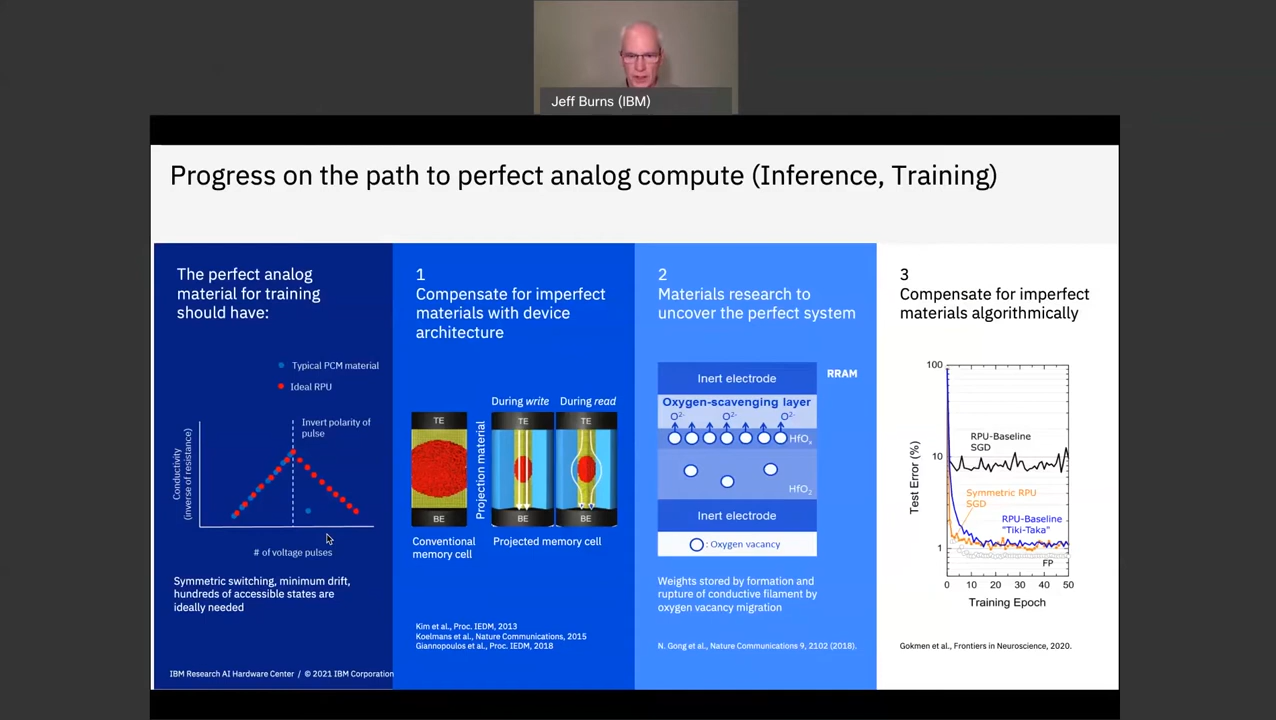 Jeff Burns (IBM)
Progress on the path to perfect analog compute (Inference, Training)
The perfect analog
material for training
should have:
Typical PCM material
Ideal RPU
Invert polarity of
pulse
Conductivity
(inverse of resistance)
# of voltage pulses
Symmetric switching, minimum drift,
hundreds of accessible states are
ideally needed
IBM Research AI Hardware Center / © 2021 IBM Corporation
1
Compensate for imperfect
materials with device
architecture
During write
During read
TE
TE
TE
Projection material
BE
BE
BE
Conventional
memory cell
Projected memory cell
Kim et al., Proc. IEDM, 2013
Koelmans et al., Nature Communications, 2015
Giannopoulos et al., Proc. IEDM, 2018
2
Materials research to
uncover the perfect system
RRAM
Inert electrode
Oxygen-scavenging layer
O²⁻ O²⁻ O²⁻
HfOₓ
HfO₂
Inert electrode
: Oxygen vacancy
Weights stored by formation and
rupture of conductive filament by
oxygen vacancy migration
N. Gong et al., Nature Communications 9, 2102 (2018).
3
Compensate for imperfect
materials algorithmically
100
10
1
Test Error (%)
RPU-Baseline
SGD
Symmetric RPU
SGD
RPU-Baseline
"Tiki-Taka"
FP
0 10 20 30 40 50
Training Epoch
Gokmen et al., Frontiers in Neuroscience, 2020.